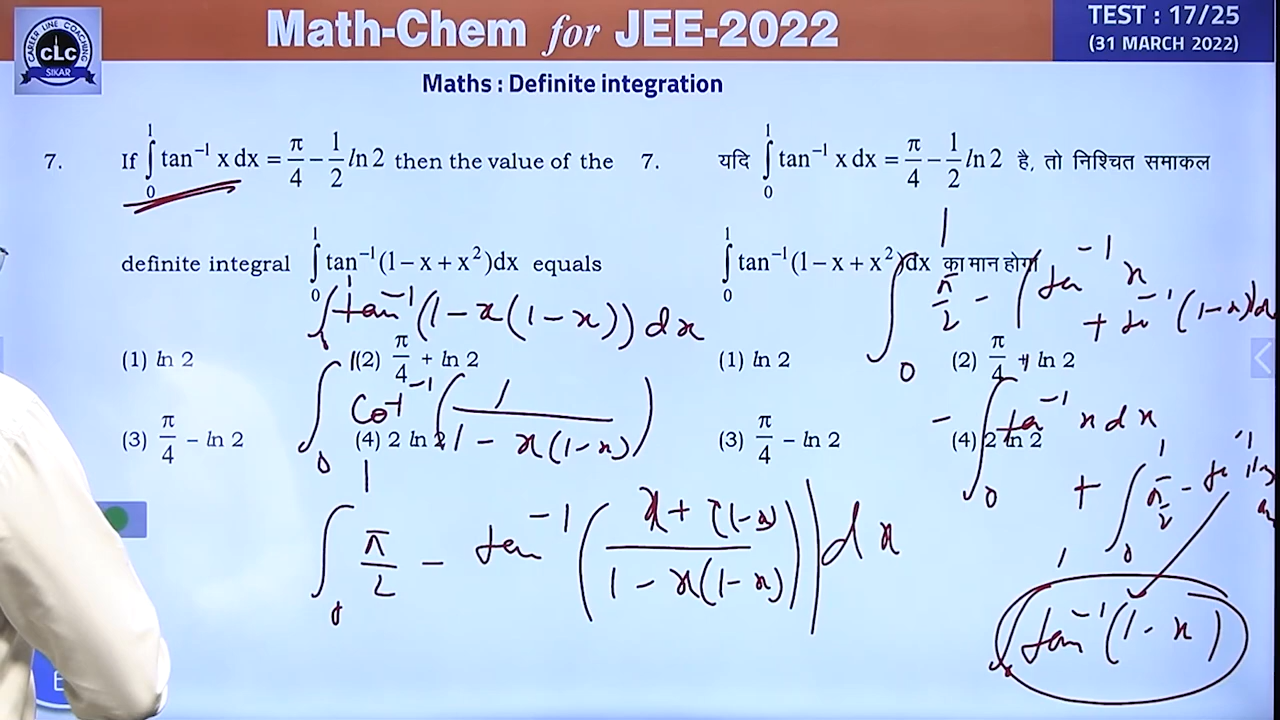 CAREER LINE COACHING
CLC
SIKAR
Math-Chem for JEE-2022
TEST : 17/25
(31 MARCH 2022)
Maths : Definite integration
7. If ∫₀¹ tan⁻¹ x dx = π/4 − 1/2 ln 2 then the value of the
definite integral ∫₀¹ tan⁻¹(1 − x + x²)dx equals
(1) ln 2 (2) π/4 + ln 2
(3) π/4 − ln 2 (4) 2 ln 2
7. यदि ∫₀¹ tan⁻¹ x dx = π/4 − 1/2 ln 2 है, तो निश्चित समाकल
∫₀¹ tan⁻¹(1 − x + x²)dx का मान होगा
(1) ln 2 (2) π/4 + ln 2
(3) π/4 − ln 2 (4) 2 ln 2
∫₀¹ tan⁻¹(1 − x(1 − x)) dx
∫₀¹ cot⁻¹(1/(1 − x(1 − x)))
∫₀¹ π/2 − tan⁻¹((x + (1 − x))/(1 − x(1 − x))) dx
∫₀¹ π/2 − (tan⁻¹ x
+ tan⁻¹(1 − x)) dx
− ∫₀¹ tan⁻¹ x dx
+ ∫₀¹ π/2 − tan⁻¹
∫₀¹ tan⁻¹(1 − x)